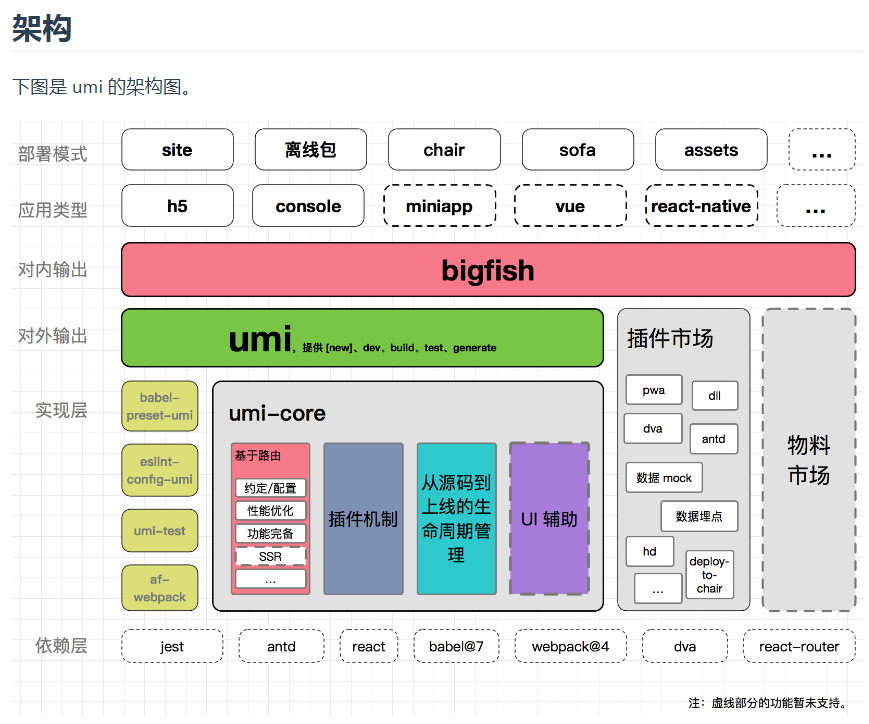 架构
下图是 umi 的架构图。
部署模式
site
离线包
chair
sofa
assets
...
应用类型
h5
console
miniapp
vue
react-native
...
对内输出
bigfish
对外输出
umi，提供 [new]、dev、build、test、generate
实现层
babel-
preset-umi
eslint-
config-umi
umi-test
af-
webpack
umi-core
基于路由
约定/配置
性能优化
功能完备
SSR
...
插件机制
从源码到
上线的生
命周期管
理
UI 辅助
插件市场
pwa
dll
dva
antd
数据 mock
数据埋点
hd
deploy-
to-
chair
...
物料
市场
依赖层
jest
antd
react
babel@7
webpack@4
dva
react-router
注：虚线部分的功能暂未支持。